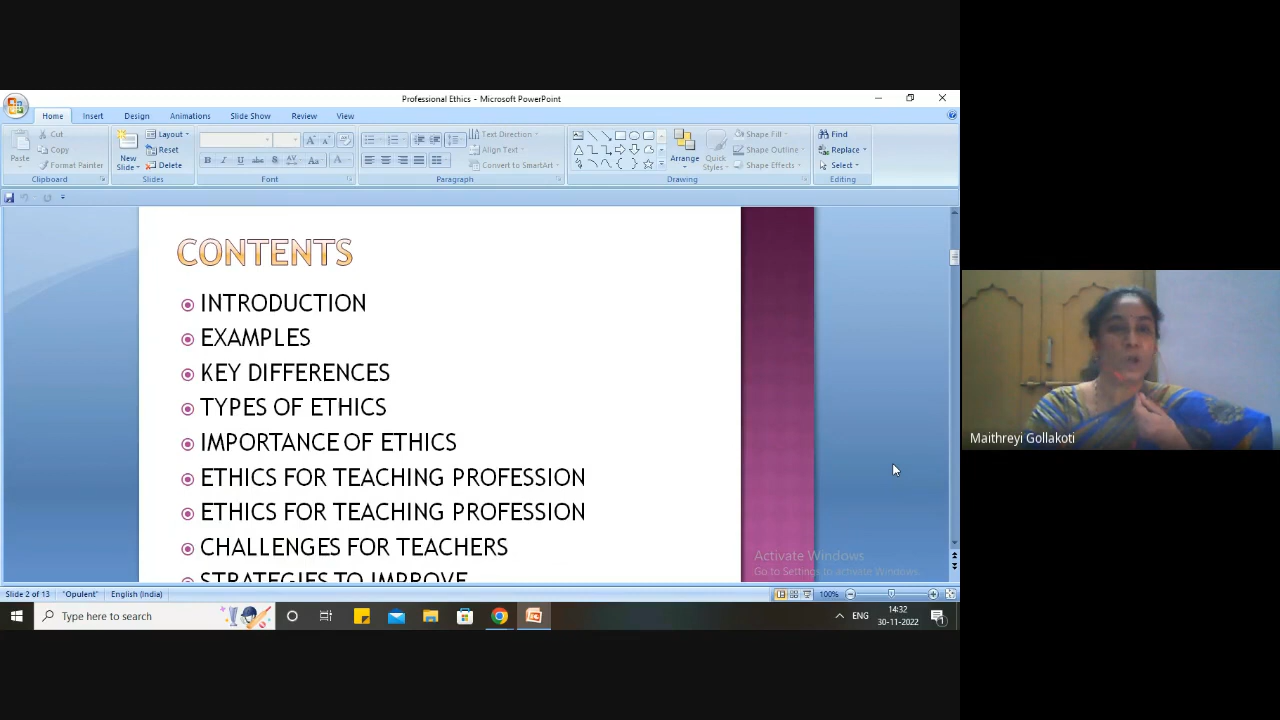 Professional Ethics - Microsoft PowerPoint
Home Insert Design Animations Slide Show Review View
Paste
Cut
Copy
Format Painter
Clipboard
New
Slide
Layout
Reset
Delete
Slides
Font
Text Direction
Align Text
Convert to SmartArt
Paragraph
Arrange
Quick
Styles
Shape Fill
Shape Outline
Shape Effects
Drawing
Find
Replace
Select
Editing
CONTENTS
INTRODUCTION
EXAMPLES
KEY DIFFERENCES
TYPES OF ETHICS
IMPORTANCE OF ETHICS
ETHICS FOR TEACHING PROFESSION
ETHICS FOR TEACHING PROFESSION
CHALLENGES FOR TEACHERS
STRATEGIES TO IMPROVE
Activate Windows
Go to Settings to activate Windows.
Slide 2 of 13 "Opulent" English (India) 100%
Type here to search
ENG
14:32
30-11-2022
Maithreyi Gollakoti